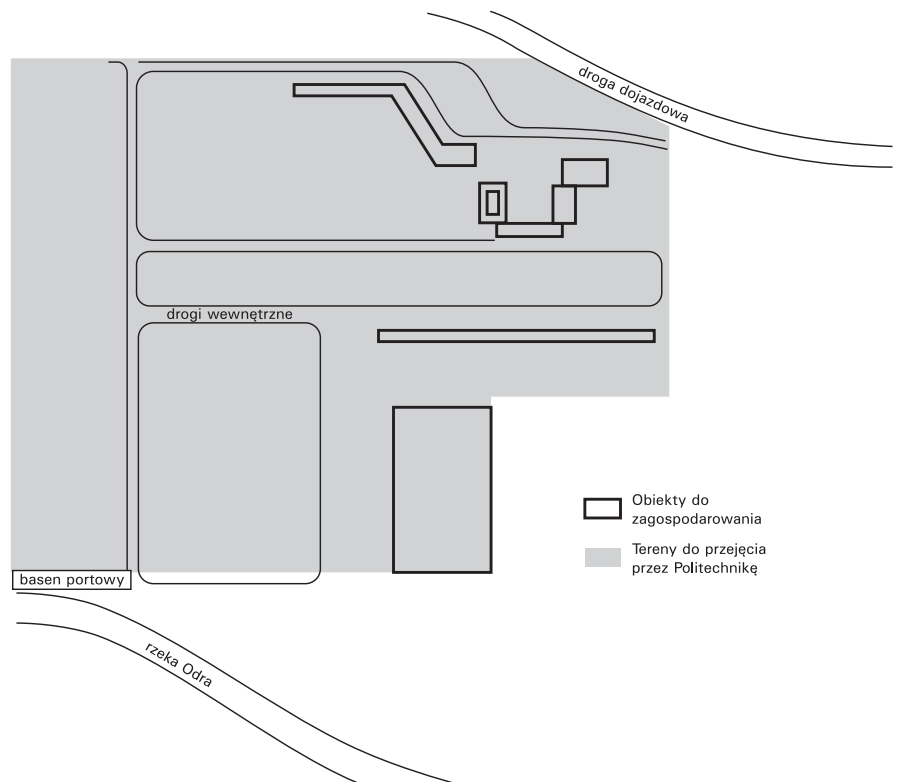 droga dojazdowa
drogi wewnętrzne
Obiekty do
zagospodarowania
Tereny do przejęcia
przez Politechnikę
basen portowy
rzeka Odra